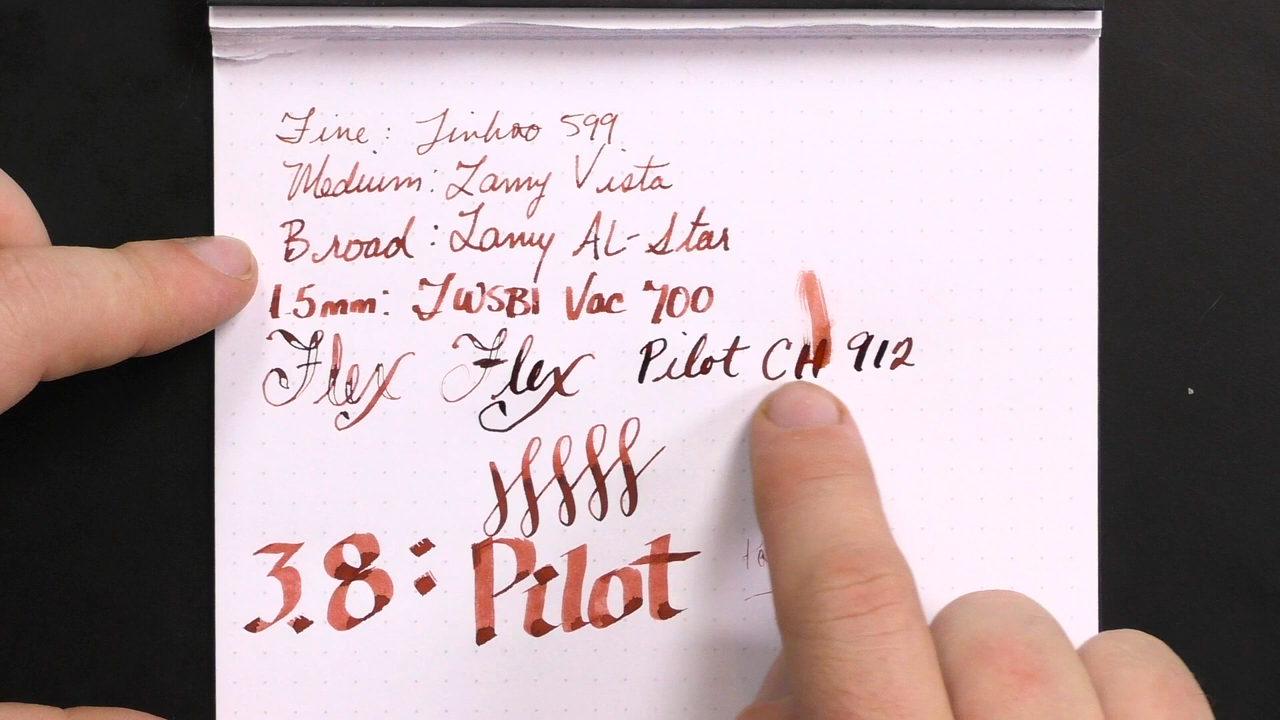 Fine: Jinhao 599
Medium: Lamy Vista
Broad: Lamy AL-Star
1.5mm: TWSBI Vac 700
Flex Flex Pilot CH 912
3.8: Pilot